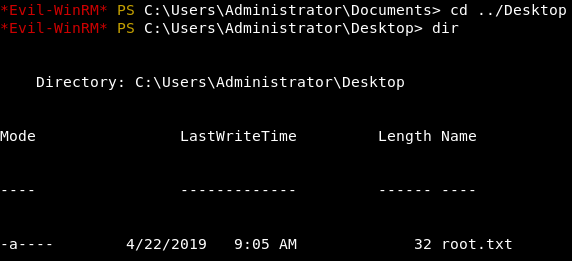 *Evil-WinRM* PS C:\Users\Administrator\Documents> cd ../Desktop
*Evil-WinRM* PS C:\Users\Administrator\Desktop> dir
    Directory: C:\Users\Administrator\Desktop
Mode                LastWriteTime         Length Name
----                -------------         ------ ----
-a----        4/22/2019   9:05 AM             32 root.txt